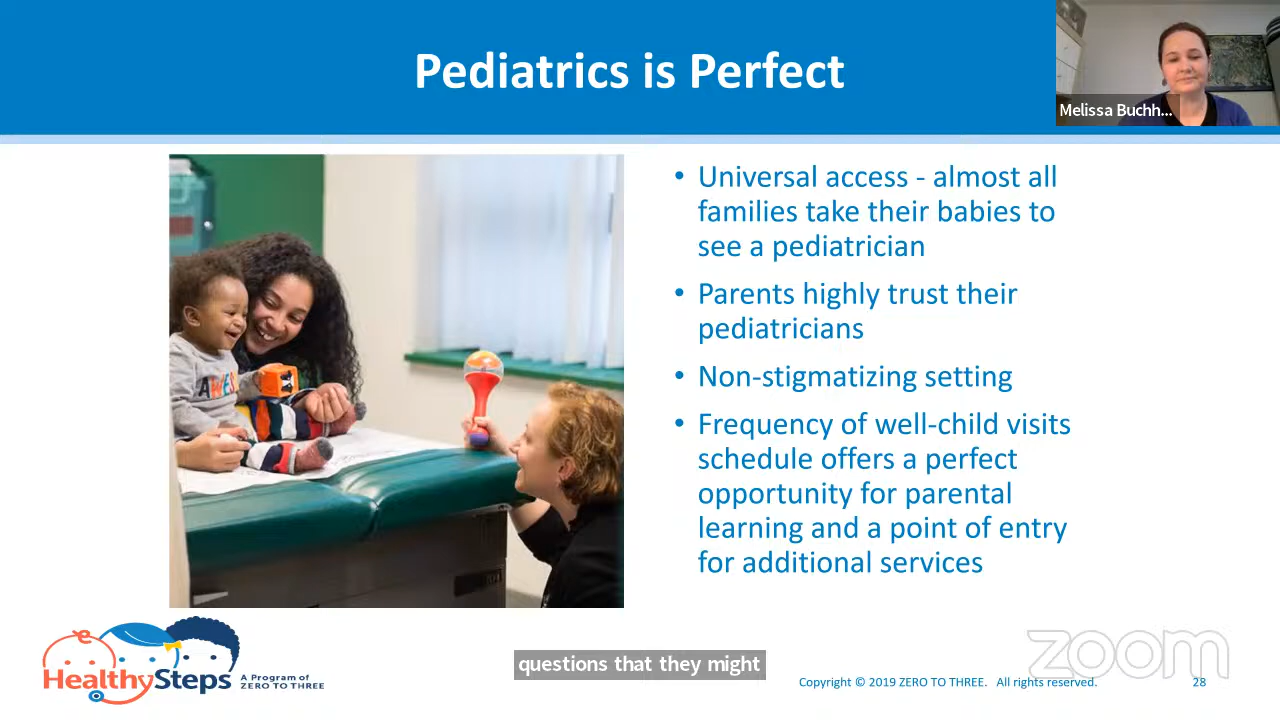 Pediatrics is Perfect
Melissa Buchh...
• Universal access - almost all
families take their babies to
see a pediatrician
• Parents highly trust their
pediatricians
• Non-stigmatizing setting
• Frequency of well-child visits
schedule offers a perfect
opportunity for parental
learning and a point of entry
for additional services
HealthySteps
A Program of
ZERO TO THREE
questions that they might
zoom
Copyright © 2019 ZERO TO THREE. All rights reserved.
28